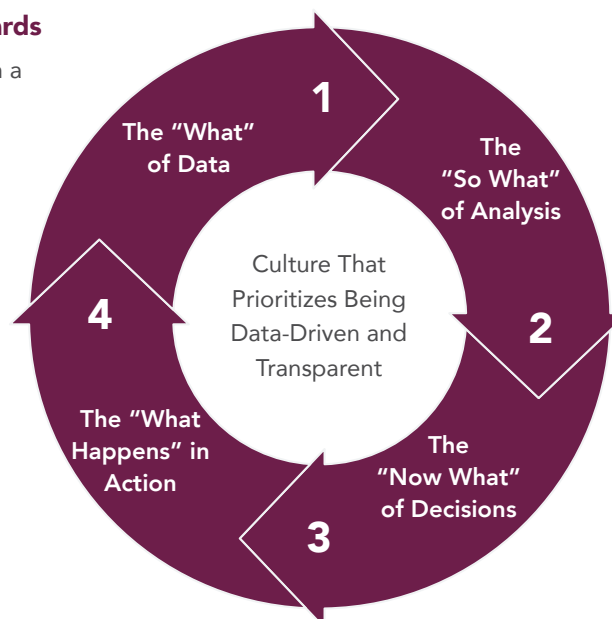 1
The “What”
of Data
The
“So What”
of Analysis
2
The
“Now What”
of Decisions
3
The “What
Happens” in
Action
4
Culture That
Prioritizes Being
Data-Driven and
Transparent
a